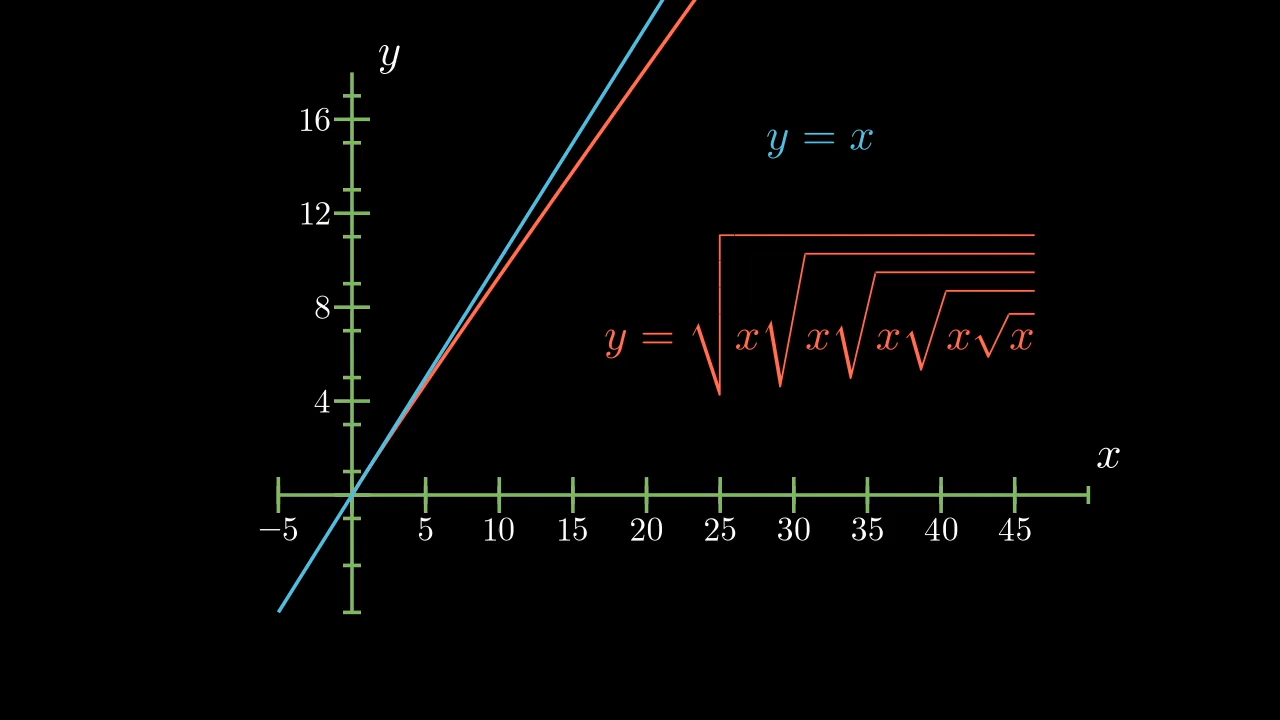 y
16
y = x
12
8
y = √(x√(x√(x√(x√x))))
4
x
−5 5 10 15 20 25 30 35 40 45